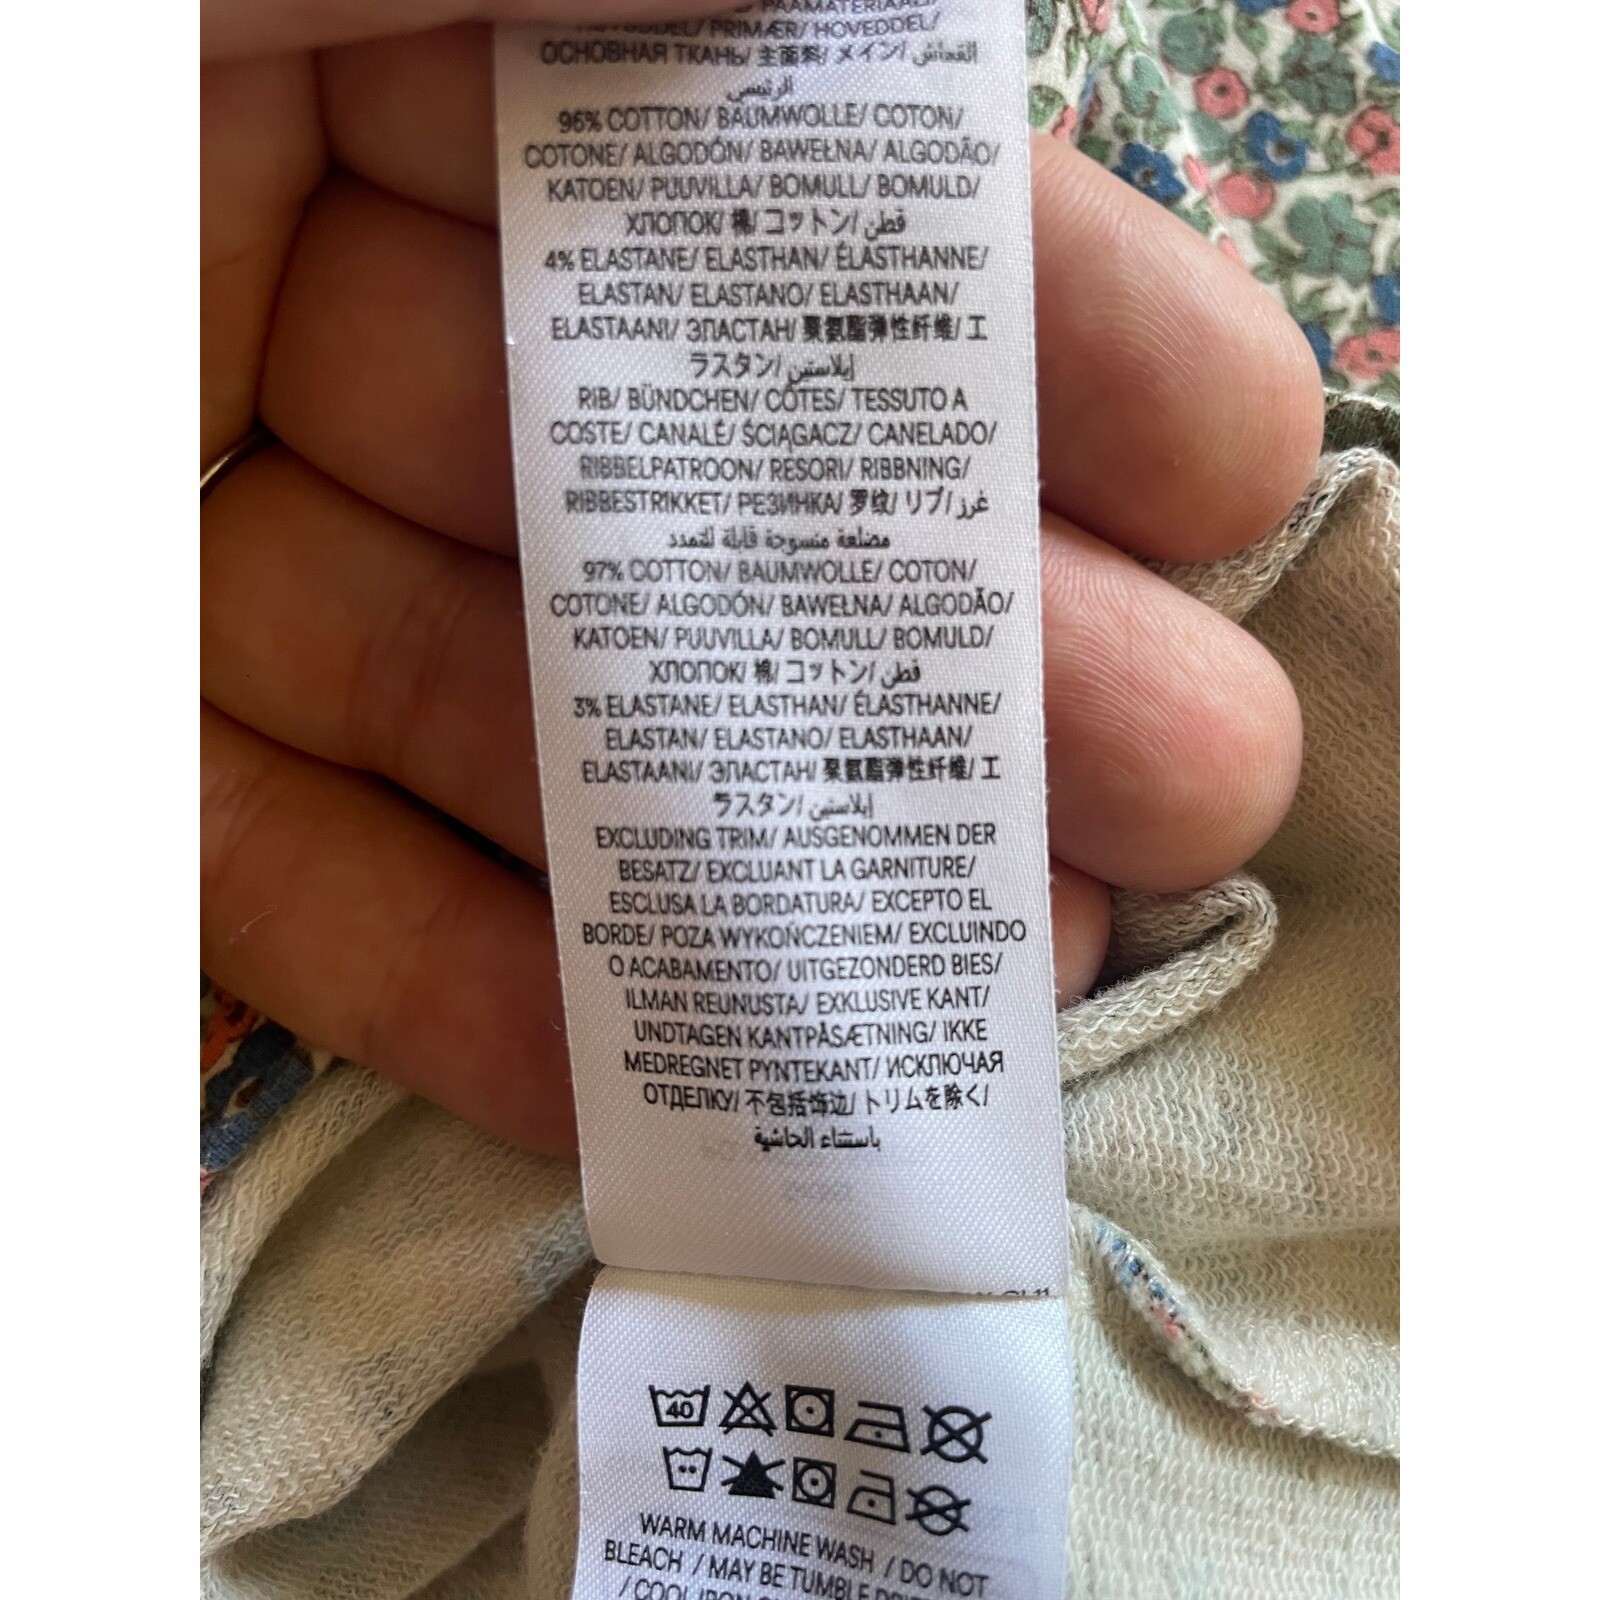 PRIMÆR/ HOVEDDEL/
ОСНОВНАЯ ТКАНЬ/ 主面料/ メイン/ القماش
الرئيسي
96% COTTON/ BAUMWOLLE/ COTON/
COTONE/ ALGODÓN/ BAWEŁNA/ ALGODÃO/
KATOEN/ PUUVILLA/ BOMULL/ BOMULD/
ХЛОПОК/ 棉/ コットン/ قطن
4% ELASTANE/ ELASTHAN/ ÉLASTHANNE/
ELASTAN/ ELASTANO/ ELASTHAAN/
ELASTAANI/ ЭЛАСТАН/ 聚氨酯弹性纤维/ エ
ラスタン/ إيلاستين
RIB/ BÜNDCHEN/ CÔTES/ TESSUTO A
COSTE/ CANALÉ/ ŚCIĄGACZ/ CANELADO/
RIBBELPATROON/ RESORI/ RIBBNING/
RIBBESTRIKKET/ РЕЗИНКА/ 罗纹/ リブ/ غرز
مضلعة منسوجة قابلة للتمدد
97% COTTON/ BAUMWOLLE/ COTON/
COTONE/ ALGODÓN/ BAWEŁNA/ ALGODÃO/
KATOEN/ PUUVILLA/ BOMULL/ BOMULD/
ХЛОПОК/ 棉/ コットン/ قطن
3% ELASTANE/ ELASTHAN/ ÉLASTHANNE/
ELASTAN/ ELASTANO/ ELASTHAAN/
ELASTAANI/ ЭЛАСТАН/ 聚氨酯弹性纤维/ エ
ラスタン/ إيلاستين
EXCLUDING TRIM/ AUSGENOMMEN DER
BESATZ/ EXCLUANT LA GARNITURE/
ESCLUSA LA BORDATURA/ EXCEPTO EL
BORDE/ POZA WYKOŃCZENIEM/ EXCLUINDO
O ACABAMENTO/ UITGEZONDERD BIES/
ILMAN REUNUSTA/ EXKLUSIVE KANT/
UNDTAGEN KANTPÅSÆTNING/ IKKE
MEDREGNET PYNTEKANT/ ИСКЛЮЧАЯ
ОТДЕЛКУ/ 不包括饰边/ トリムを除く/
باستثناء الحاشية
40
WARM MACHINE WASH / DO NOT
BLEACH / MAY BE TUMBLE
/ COOL IRON